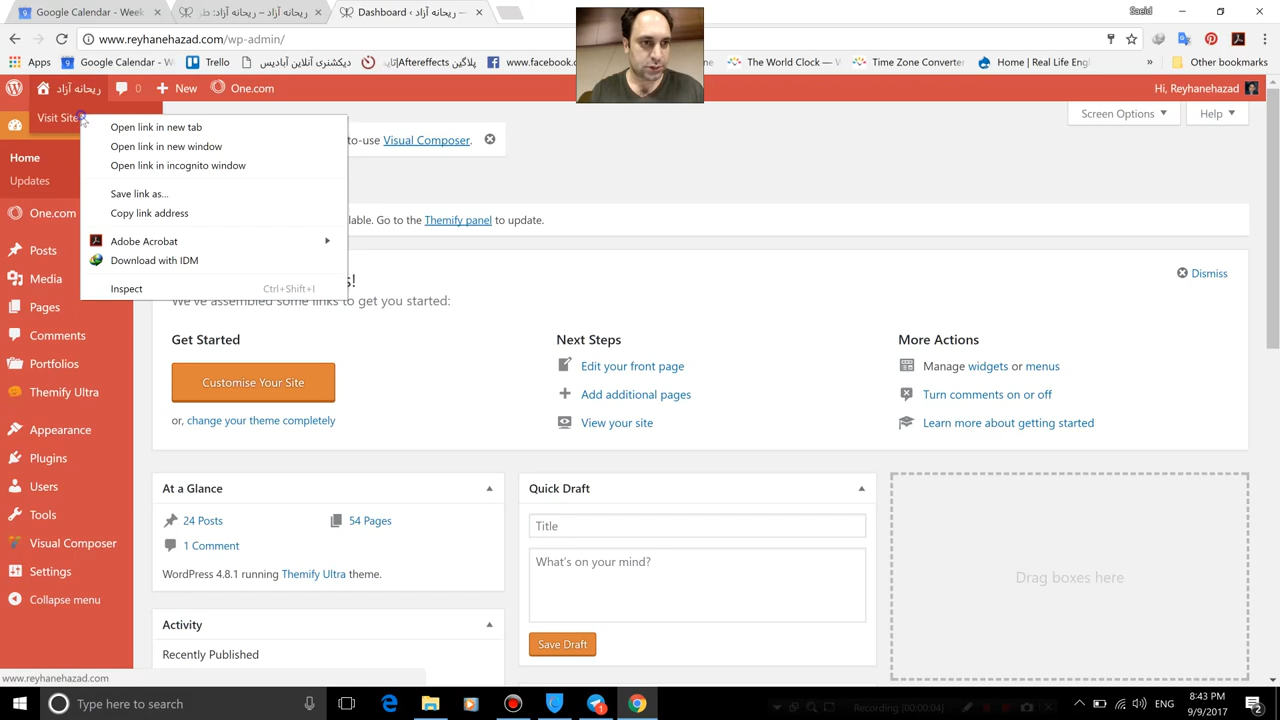 Google Calendar - Week
ریحانه آزاد
Dashboard ‹ ریحانه آزاد
Saeid
www.reyhanehazad.com/wp-admin/
Apps
Google Calendar - W
Trello
دیکشنری آنلاین آبادیس
پلاگین Aftereffects
www.facebook.c
The World Clock —
Time Zone Converter
Home | Real Life Eng
»
Other bookmarks
ریحانه آزاد
0
New
One.com
Hi, Reyhanehazad
Visit Site
Screen Options
Help
Open link in new tab
Open link in new window
Open link in incognito window
Save link as...
Copy link address
Adobe Acrobat
Download with IDM
Inspect
Ctrl+Shift+I
to-use Visual Composer.
lable. Go to the Themify panel to update.
s!
We've assembled some links to get you started:
Dismiss
Home
Updates
One.com
Posts
Media
Pages
Comments
Portfolios
Themify Ultra
Appearance
Plugins
Users
Tools
Visual Composer
Settings
Collapse menu
Get Started
Customise Your Site
or, change your theme completely
Next Steps
Edit your front page
Add additional pages
View your site
More Actions
Manage widgets or menus
Turn comments on or off
Learn more about getting started
At a Glance
24 Posts
54 Pages
1 Comment
WordPress 4.8.1 running Themify Ultra theme.
Activity
Recently Published
Quick Draft
Title
What's on your mind?
Save Draft
Drag boxes here
www.reyhanehazad.com
Type here to search
Recording [00:00:04]
ENG
8:43 PM
9/9/2017
2